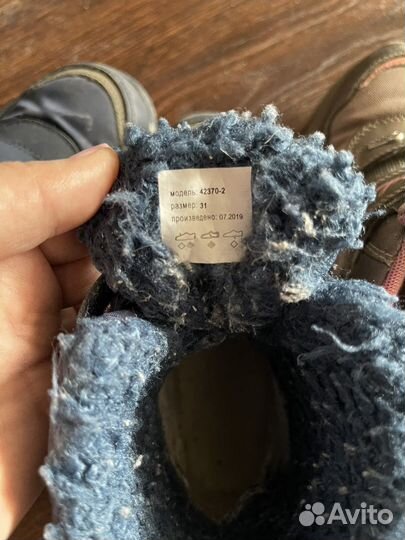 модель: 42370-2
размер: 31
произведено: 07.2019
Avito